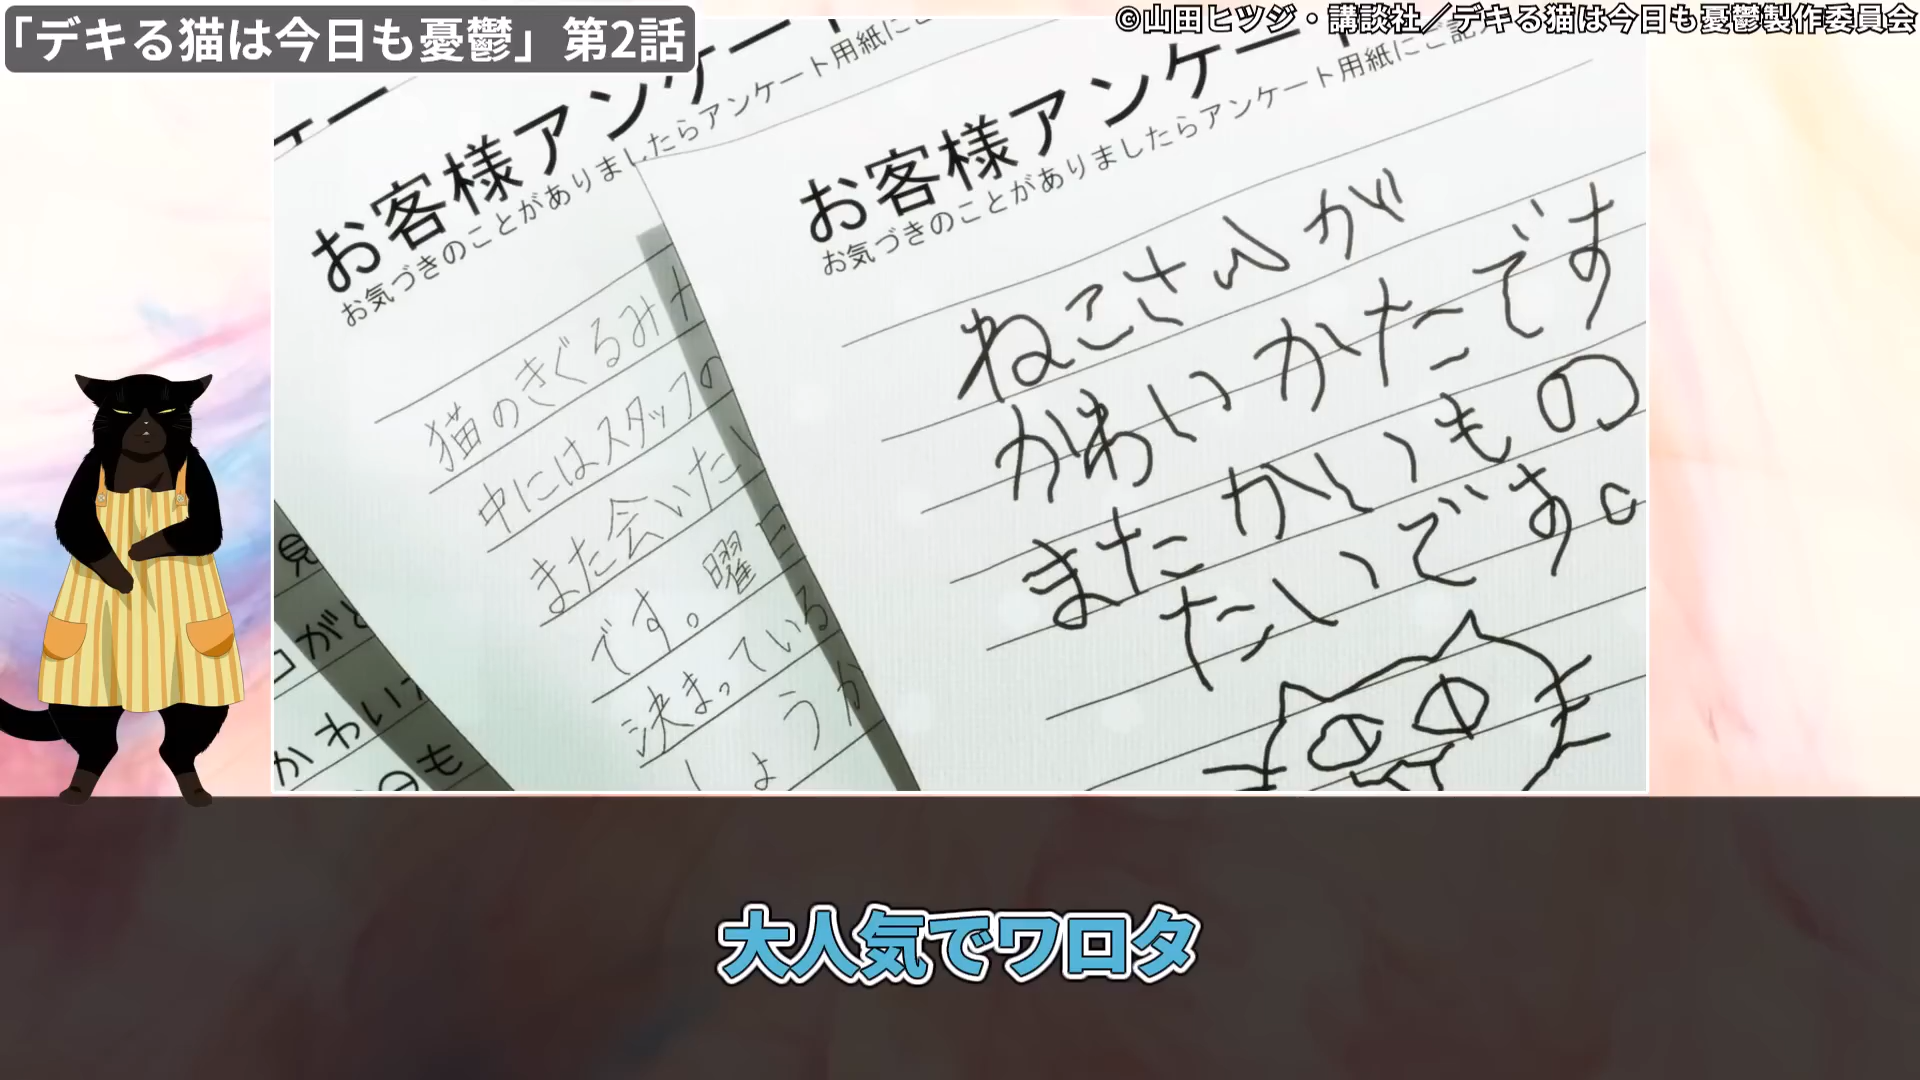 「デキる猫は今日も憂鬱」 第2話
©山田ヒツジ・講談社／デキる猫は今日も憂鬱製作委員会
お客様アンケー
お気づきのことがありましたらアンケート用紙にご
猫のきぐるみ
中にはスタッフの
また会いたい
です。曜日
決まっている
しょうか
お客様アンケート
お気づきのことがありましたらアンケート用紙にご記入
ねこさんが
かわいかたです
またかいもの
たいです。
がと
かわい
も
大人気でワロタ